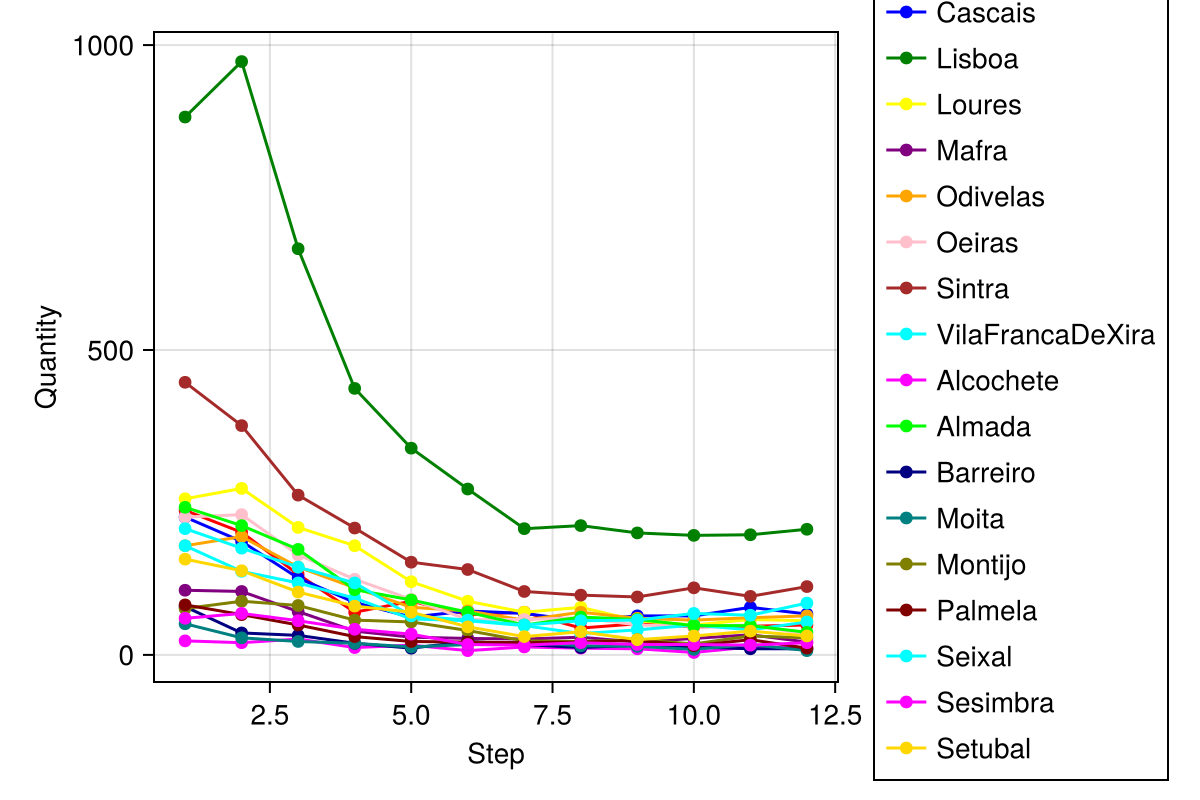 1000
500
0
Quantity
2.5
5.0
7.5
10.0
12.5
Step
Cascais
Lisboa
Loures
Mafra
Odivelas
Oeiras
Sintra
VilaFrancaDeXira
Alcochete
Almada
Barreiro
Moita
Montijo
Palmela
Seixal
Sesimbra
Setubal